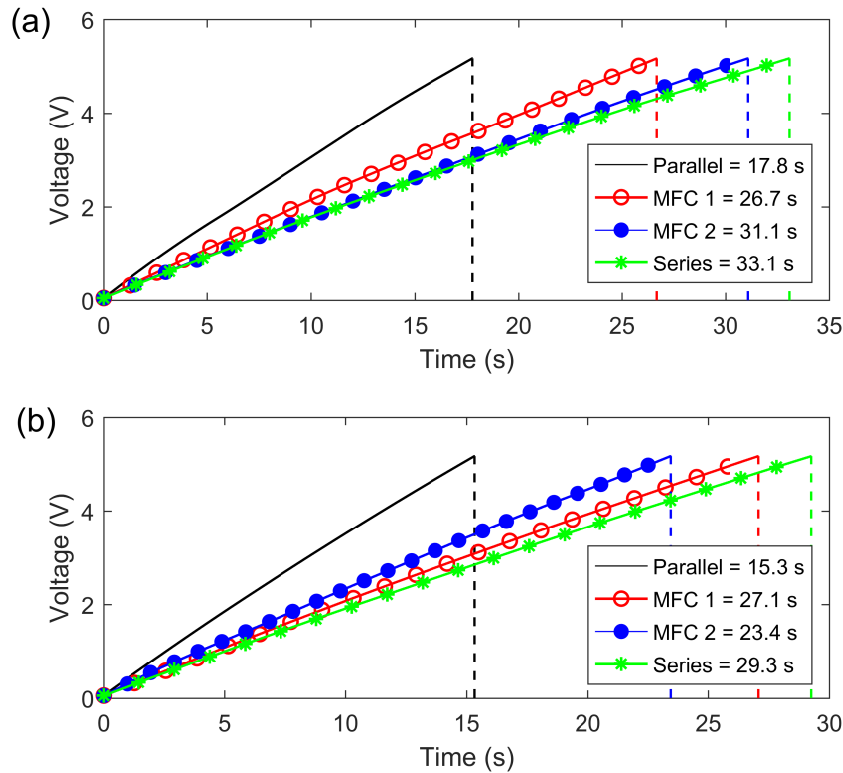 (a)
6
4
2
0
Voltage (V)
Parallel = 17.8 s
MFC 1 = 26.7 s
MFC 2 = 31.1 s
Series = 33.1 s
0 5 10 15 20 25 30 35
Time (s)
(b)
6
4
2
0
Voltage (V)
Parallel = 15.3 s
MFC 1 = 27.1 s
MFC 2 = 23.4 s
Series = 29.3 s
0 5 10 15 20 25 30
Time (s)